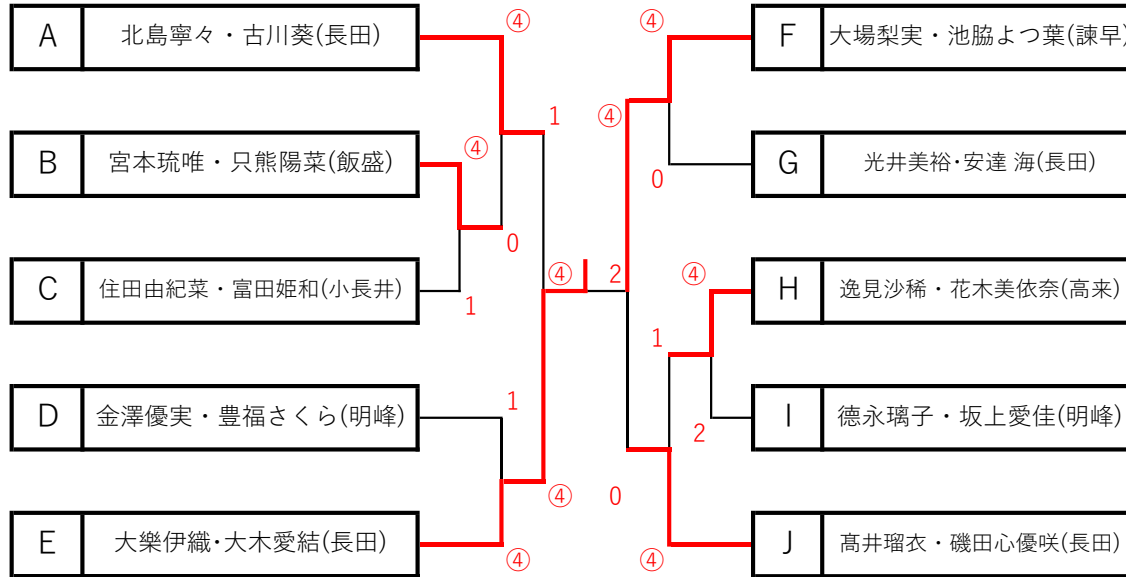 ④ ④
A 北島寧々・古川葵(長田) F 大場梨実・池脇よつ葉(諫早)
1 ④
B 宮本琉唯・只熊陽菜(飯盛) ④ G 光井美裕・安達 海(長田)
0
0
C 住田由紀菜・富田姫和(小長井) ④ 2 ④ H 逸見沙稀・花木美依奈(高来)
1 1
D 金澤優実・豊福さくら(明峰) 1 I 德永璃子・坂上愛佳(明峰)
2
④ 0
E 大樂伊織・大木愛結(長田) J 髙井瑠衣・磯田心優咲(長田)
④ ④